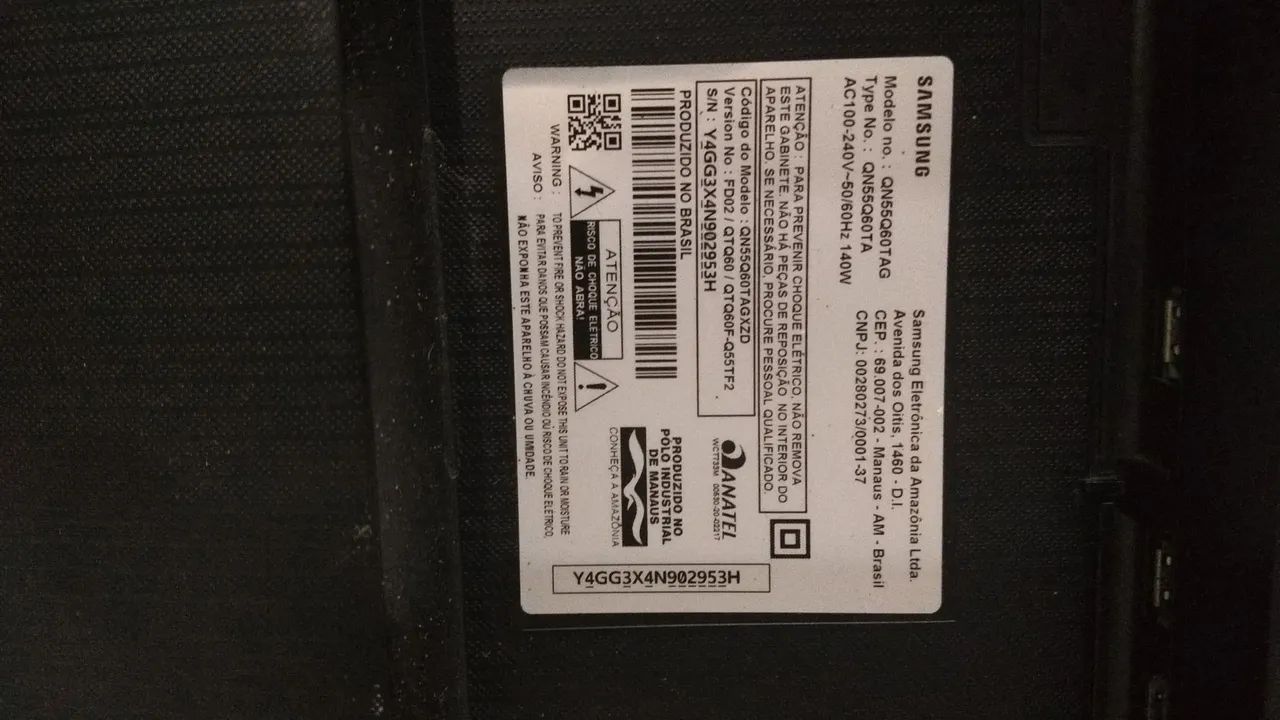 SAMSUNG
Modelo no. : QN55Q60TAG
Type No. : QN55Q60TA
AC100-240V~50/60Hz 140W
Samsung Eletrônica da Amazônia Ltda.
Avenida dos Oitis, 1460 - D.I.
CEP. : 69.007-002 - Manaus - AM - Brasil
CNPJ: 00280273/0001-37
ATENÇÃO : PARA PREVENIR CHOQUE ELÉTRICO, NÃO REMOVA
ESTE GABINETE. NÃO HÁ PEÇAS DE REPOSIÇÃO NO INTERIOR DO
APARELHO, SE NECESSÁRIO, PROCURE PESSOAL QUALIFICADO.
Código do Modelo : QN55Q60TAGXZD
Version No : FD02 / QTQ60 / QTQ60F-Q55TF2
S/N : Y4GG3X4N902953H
ANATEL
WCT73SM 00630-20-02217
PRODUZIDO NO BRASIL
PRODUZIDO NO
PÓLO INDUSTRIAL
DE MANAUS
CONHEÇA A AMAZÔNIA
ATENÇÃO
RISCO DE CHOQUE ELÉTRICO
NÃO ABRA!
WARNING : TO PREVENT FIRE OR SHOCK HAZARD DO NOT EXPOSE THIS UNIT TO RAIN OR MOISTURE
AVISO : PARA EVITAR DANOS QUE POSSAM CAUSAR INCÊNDIO OU RISCO DE CHOQUE ELÉTRICO,
NÃO EXPONHA ESTE APARELHO À CHUVA OU UMIDADE.
Y4GG3X4N902953H